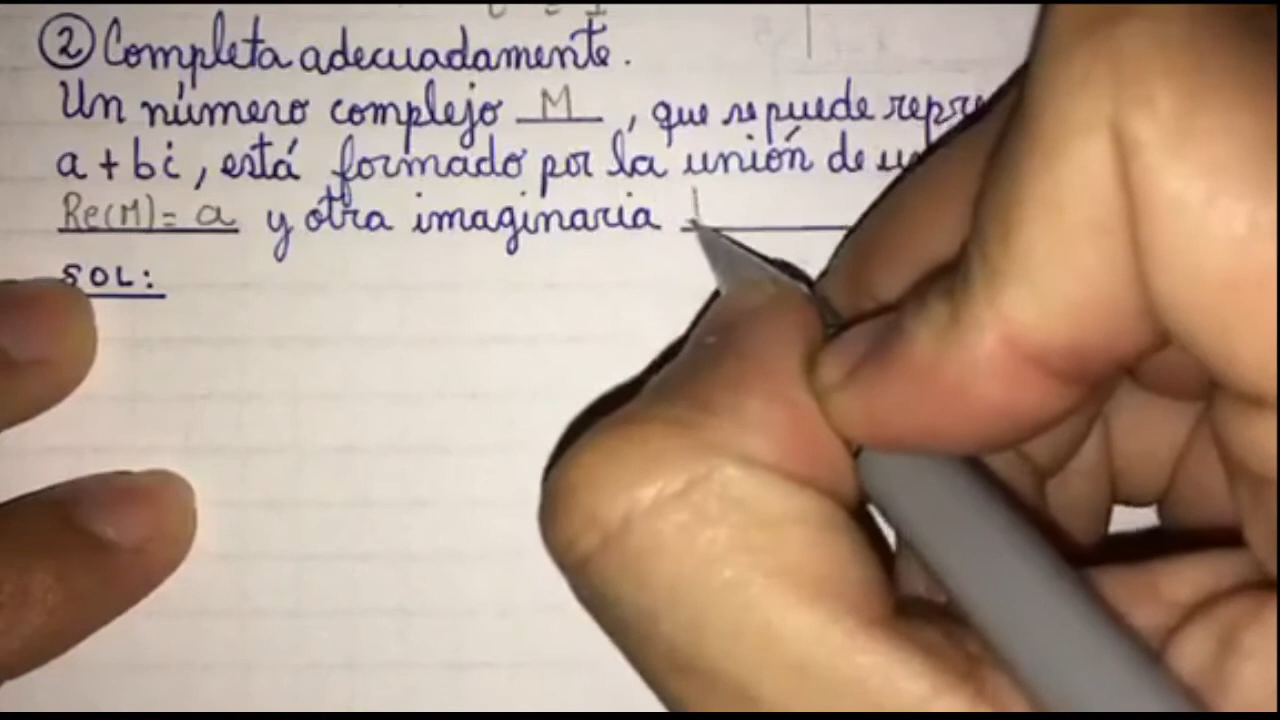 ② Completa adecuadamente.
Un número complejo M, que se puede
a + bi, está formado por la unión de
Re(M) = a y otra imaginaria
SOL: